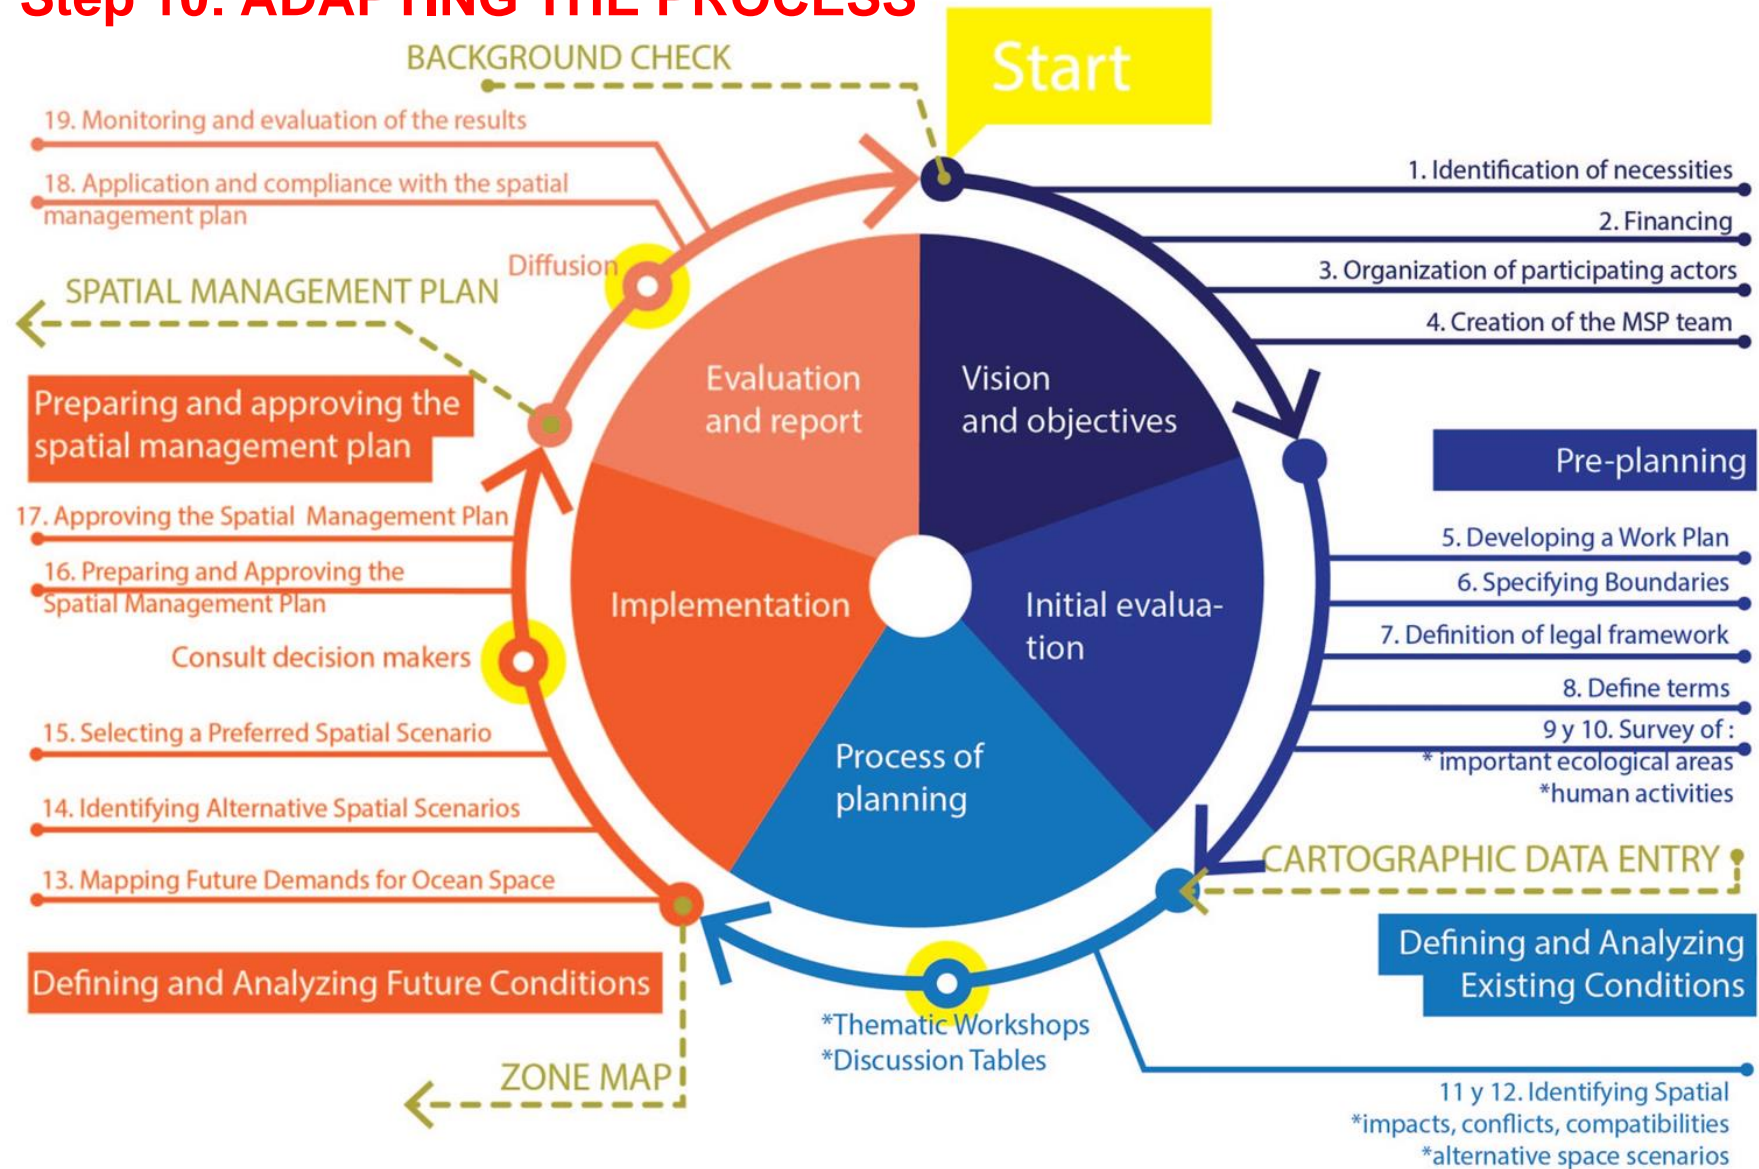 Step 10: ADAPTING THE PROCESS
BACKGROUND CHECK
Start
19. Monitoring and evaluation of the results
18. Application and compliance with the spatial
management plan
Diffusion
SPATIAL MANAGEMENT PLAN
Preparing and approving the
spatial management plan
17. Approving the Spatial Management Plan
16. Preparing and Approving the
Spatial Management Plan
Consult decision makers
15. Selecting a Preferred Spatial Scenario
14. Identifying Alternative Spatial Scenarios
13. Mapping Future Demands for Ocean Space
Defining and Analyzing Future Conditions
ZONE MAP
Evaluation
and report
Vision
and objectives
Implementation
Initial evalua-
tion
Process of
planning
*Thematic Workshops
*Discussion Tables
1. Identification of necessities
2. Financing
3. Organization of participating actors
4. Creation of the MSP team
Pre-planning
5. Developing a Work Plan
6. Specifying Boundaries
7. Definition of legal framework
8. Define terms
9 y 10. Survey of :
* important ecological areas
*human activities
CARTOGRAPHIC DATA ENTRY
Defining and Analyzing
Existing Conditions
11 y 12. Identifying Spatial
*impacts, conflicts, compatibilities
*alternative space scenarios